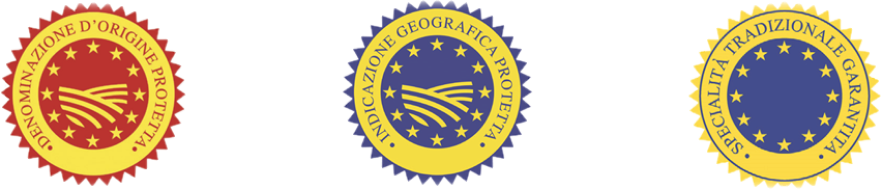 DENOMINAZIONE D'ORIGINE PROTETTA
INDICAZIONE GEOGRAFICA PROTETTA
SPECIALITÀ TRADIZIONALE GARANTITA